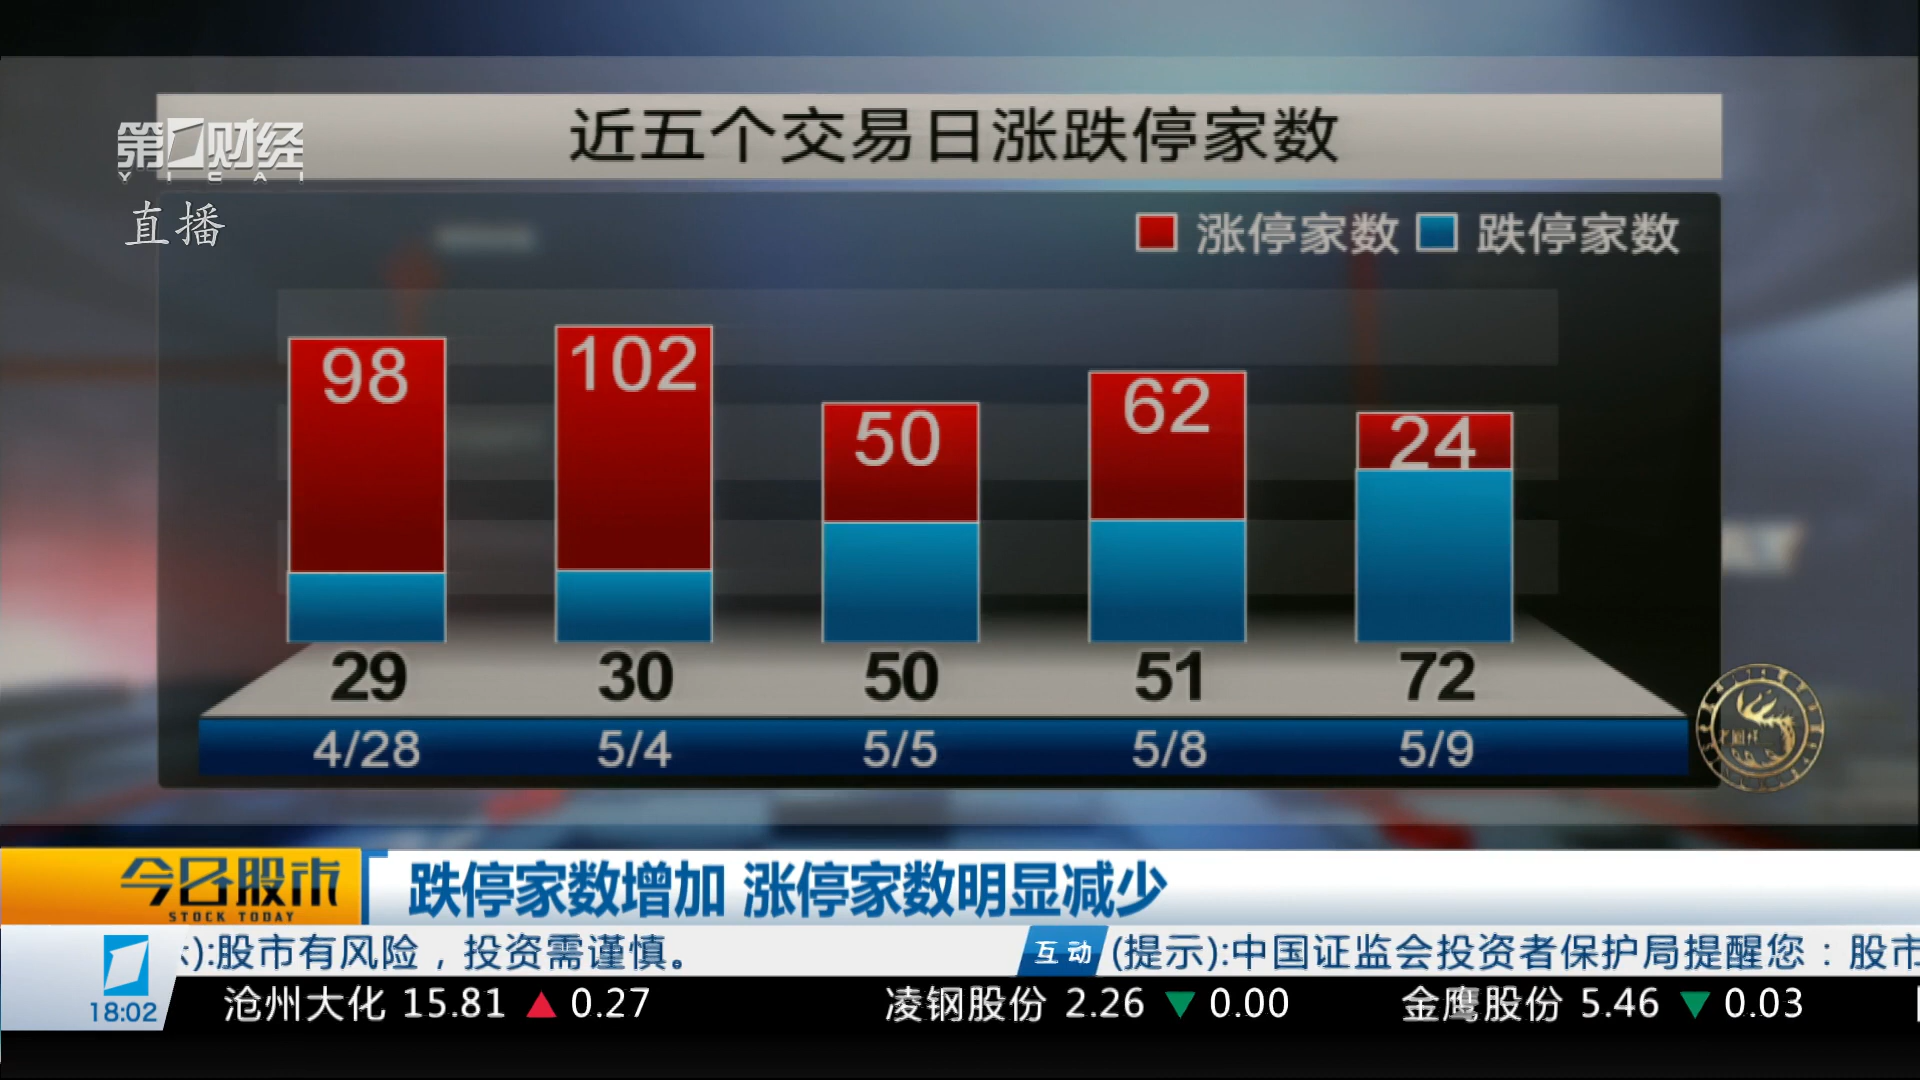 近五个交易日涨跌停家数
第1财经
YICAI
直播
涨停家数 跌停家数
98 102 50 62 24
29 30 50 51 72
4/28 5/4 5/5 5/8 5/9
今日股市
STOCK TODAY
跌停家数增加 涨停家数明显减少
):股市有风险，投资需谨慎。 互动 (提示):中国证监会投资者保护局提醒您：股市
18:02
沧州大化 15.81 ▲ 0.27 凌钢股份 2.26 ▼ 0.00 金鹰股份 5.46 ▼ 0.03